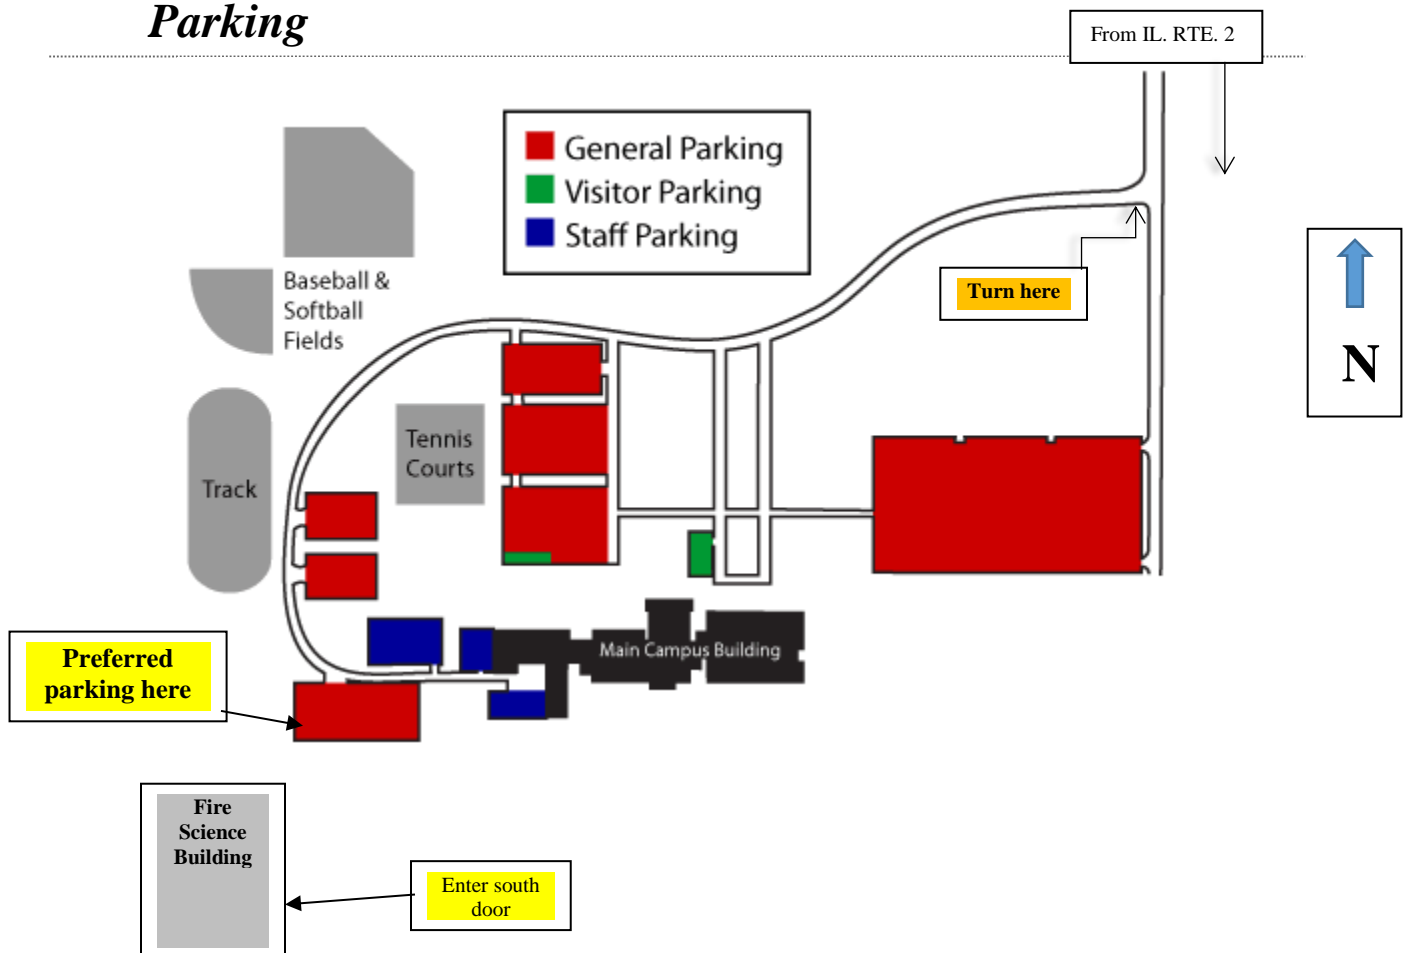 Parking
From IL. RTE. 2
General Parking
Visitor Parking
Staff Parking
Baseball &
Softball
Fields
Turn here
N
Tennis
Courts
Track
Main Campus Building
Preferred
parking here
Fire
Science
Building
Enter south
door